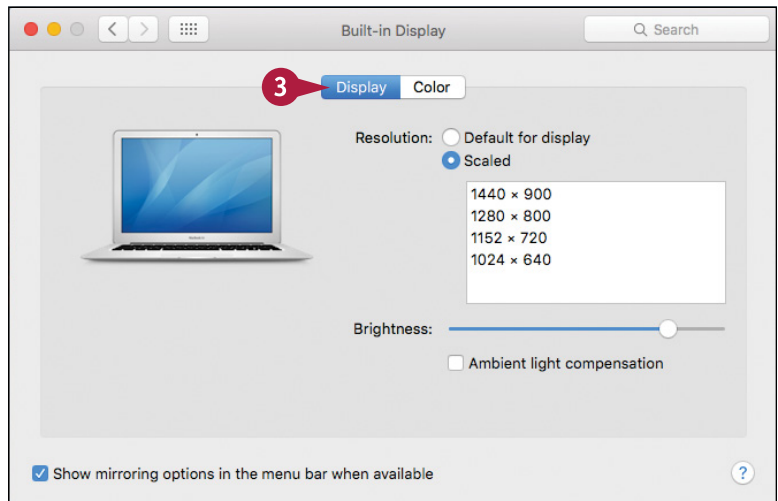 Built-in Display
Search
3
Display Color
Resolution: Default for display
Scaled
1440 × 900
1280 × 800
1152 × 720
1024 × 640
Brightness:
Ambient light compensation
Show mirroring options in the menu bar when available
?